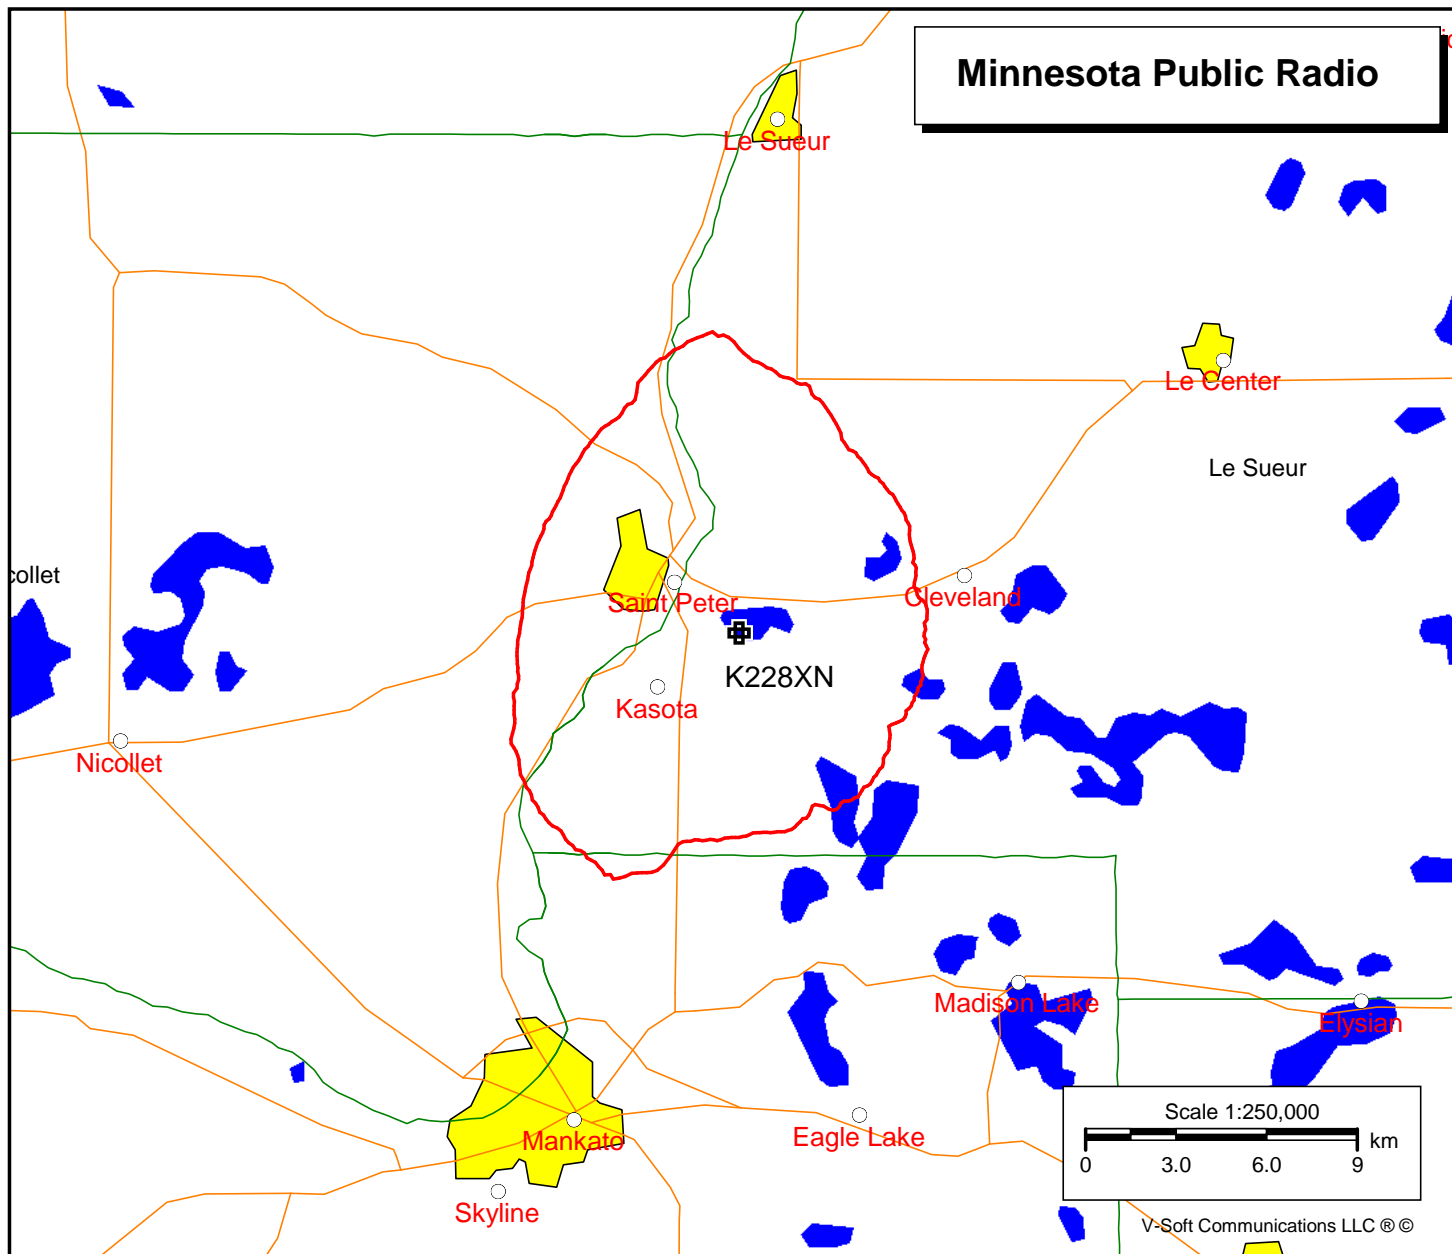 Minnesota Public Radio
Le Sueur
Le Center
Le Sueur
collet
Saint Peter
Cleveland
K228XN
Kasota
Nicollet
Madison Lake
Elysian
Scale 1:250,000
km
0 3.0 6.0 9
Mankato
Eagle Lake
Skyline
V-Soft Communications LLC ® ©